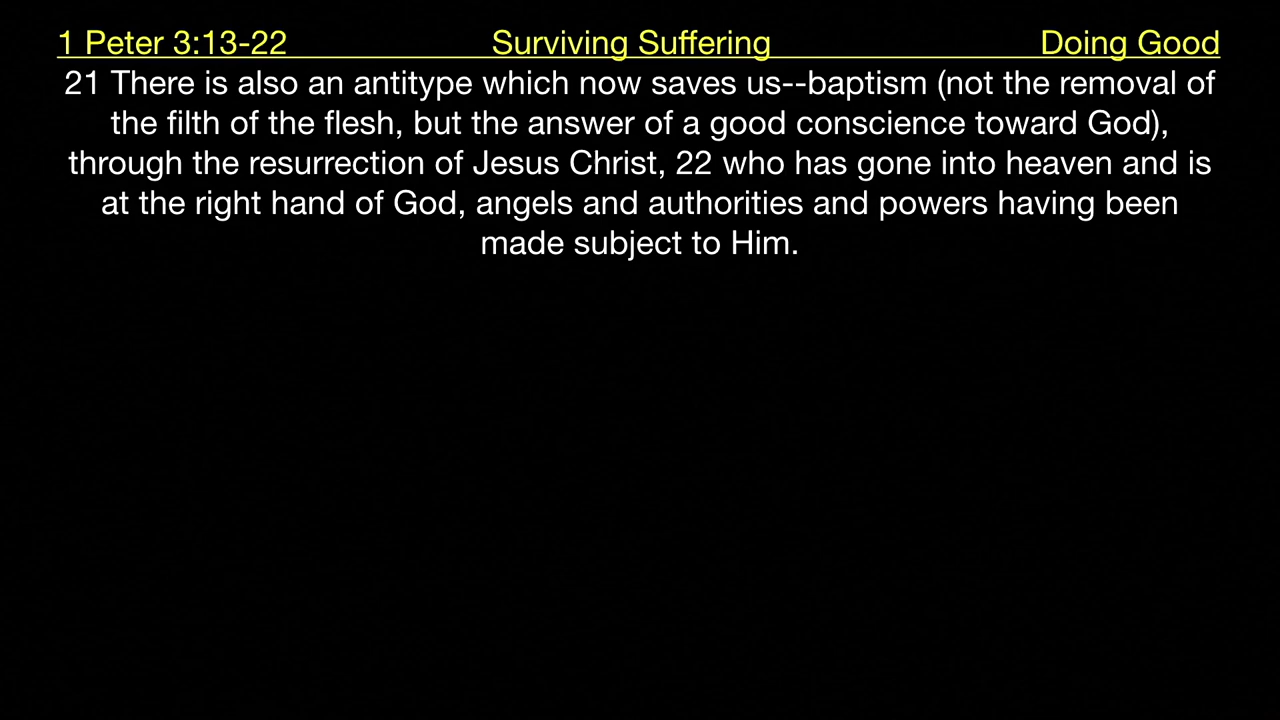 1 Peter 3:13-22 Surviving Suffering Doing Good
21 There is also an antitype which now saves us--baptism (not the removal of
the filth of the flesh, but the answer of a good conscience toward God),
through the resurrection of Jesus Christ, 22 who has gone into heaven and is
at the right hand of God, angels and authorities and powers having been
made subject to Him.